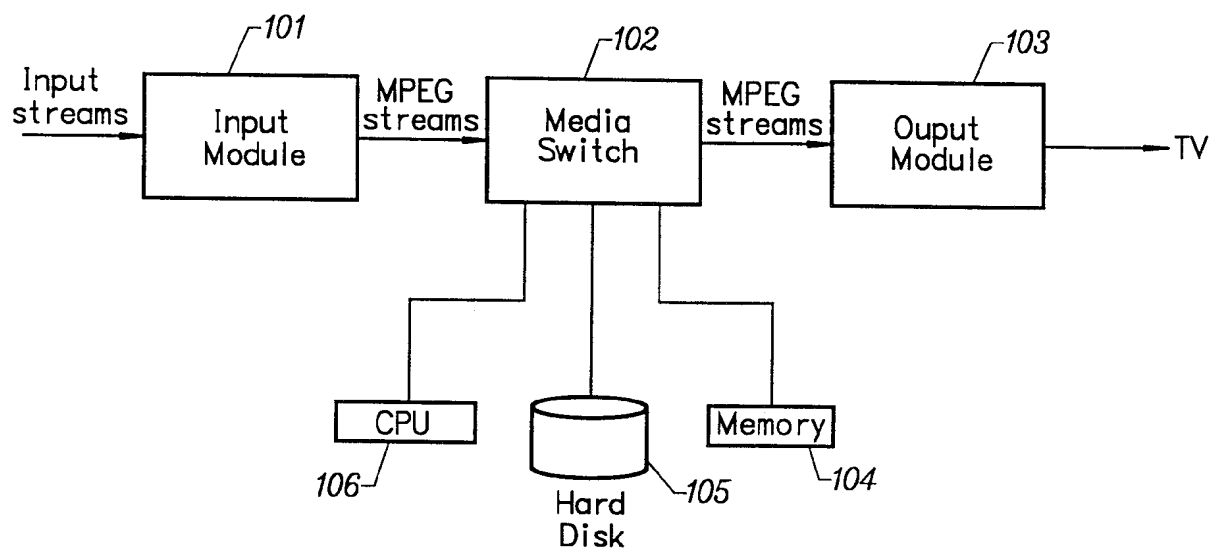 101
102
103
Input
streams
Input
Module
MPEG
streams
Media
Switch
MPEG
streams
Ouput
Module
TV
CPU
106
Hard
Disk
105
Memory
104